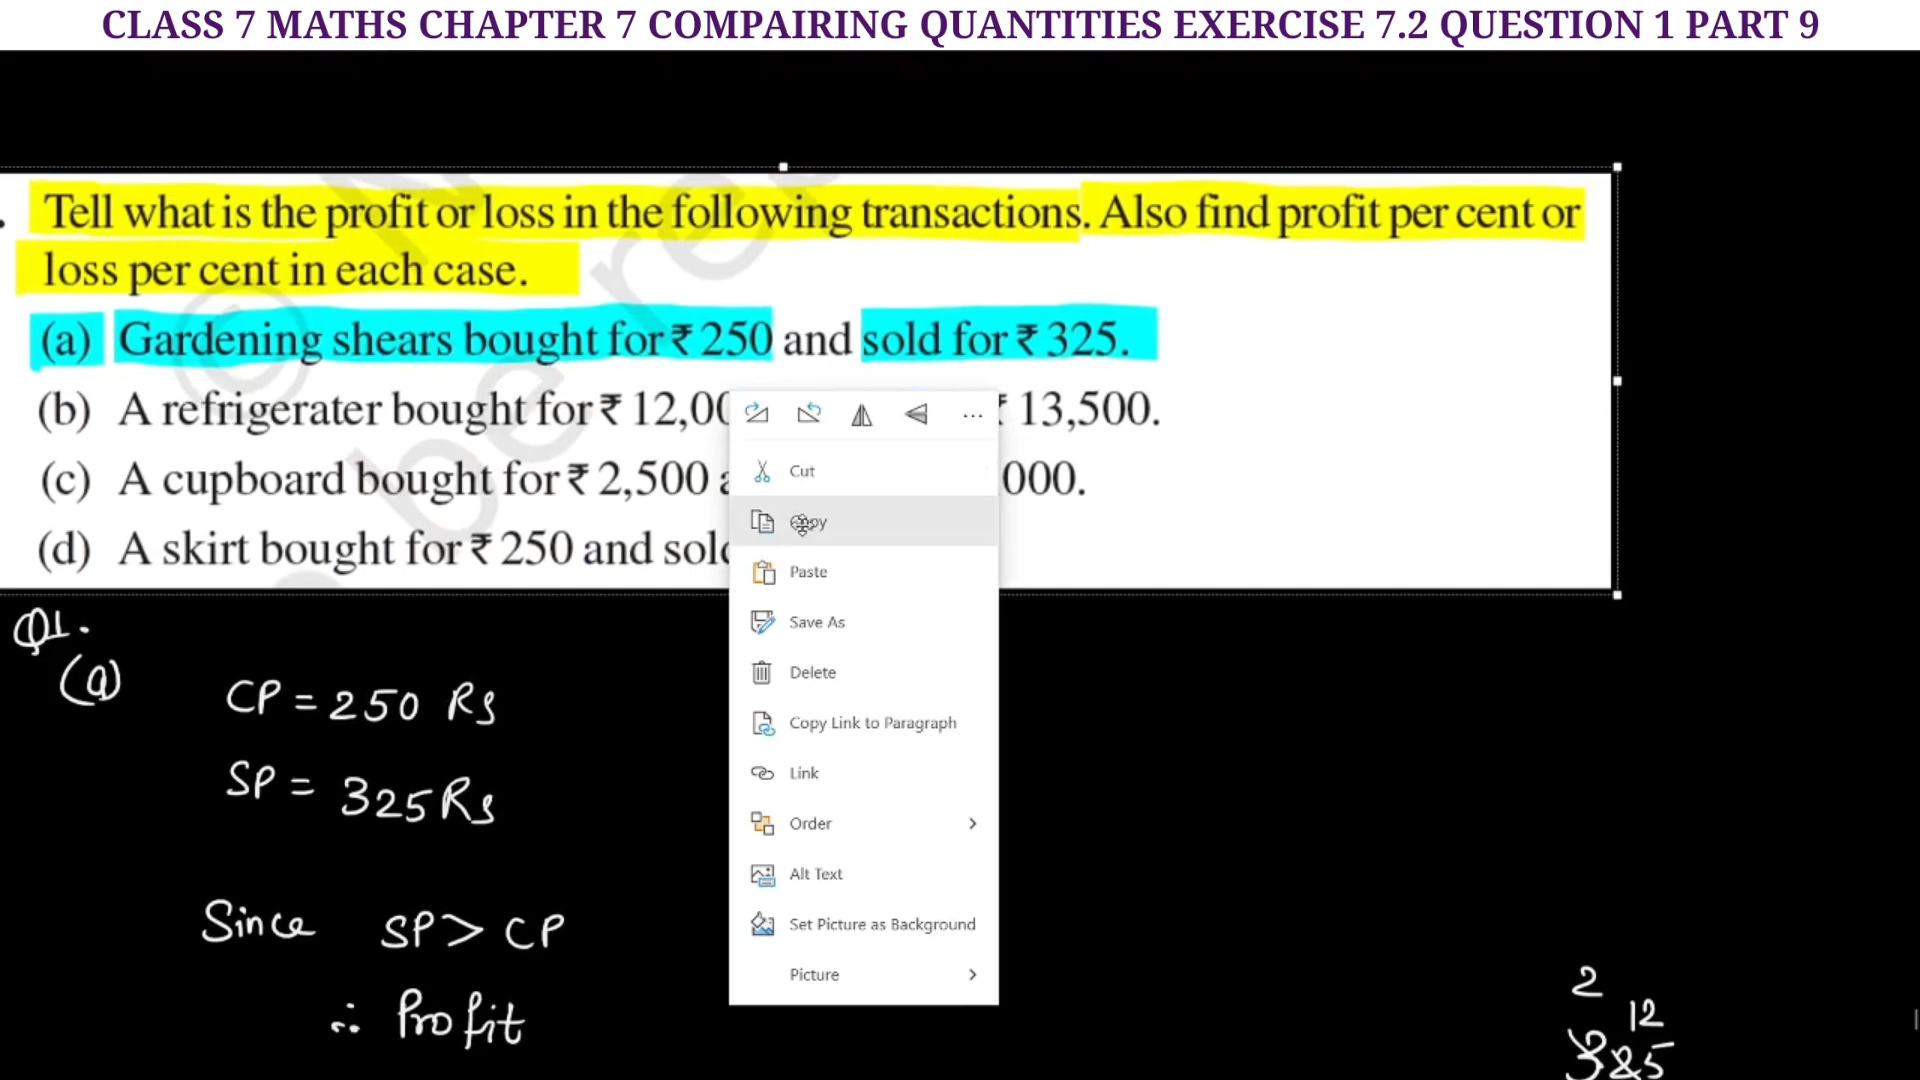 CLASS 7 MATHS CHAPTER 7 COMPAIRING QUANTITIES EXERCISE 7.2 QUESTION 1 PART 9
Tell what is the profit or loss in the following transactions. Also find profit per cent or
loss per cent in each case.
(a) Gardening shears bought for ₹ 250 and sold for ₹ 325.
(b) A refrigerater bought for ₹ 12,00 ₹ 13,500.
(c) A cupboard bought for ₹ 2,500 000.
(d) A skirt bought for ₹ 250 and sold
...
Cut
Copy
Paste
Save As
Delete
Copy Link to Paragraph
Link
Order
Alt Text
Set Picture as Background
Picture
Q1.
(a)
CP = 250 Rs
SP = 325 Rs
Since SP > CP
∴ Profit
2
12
325